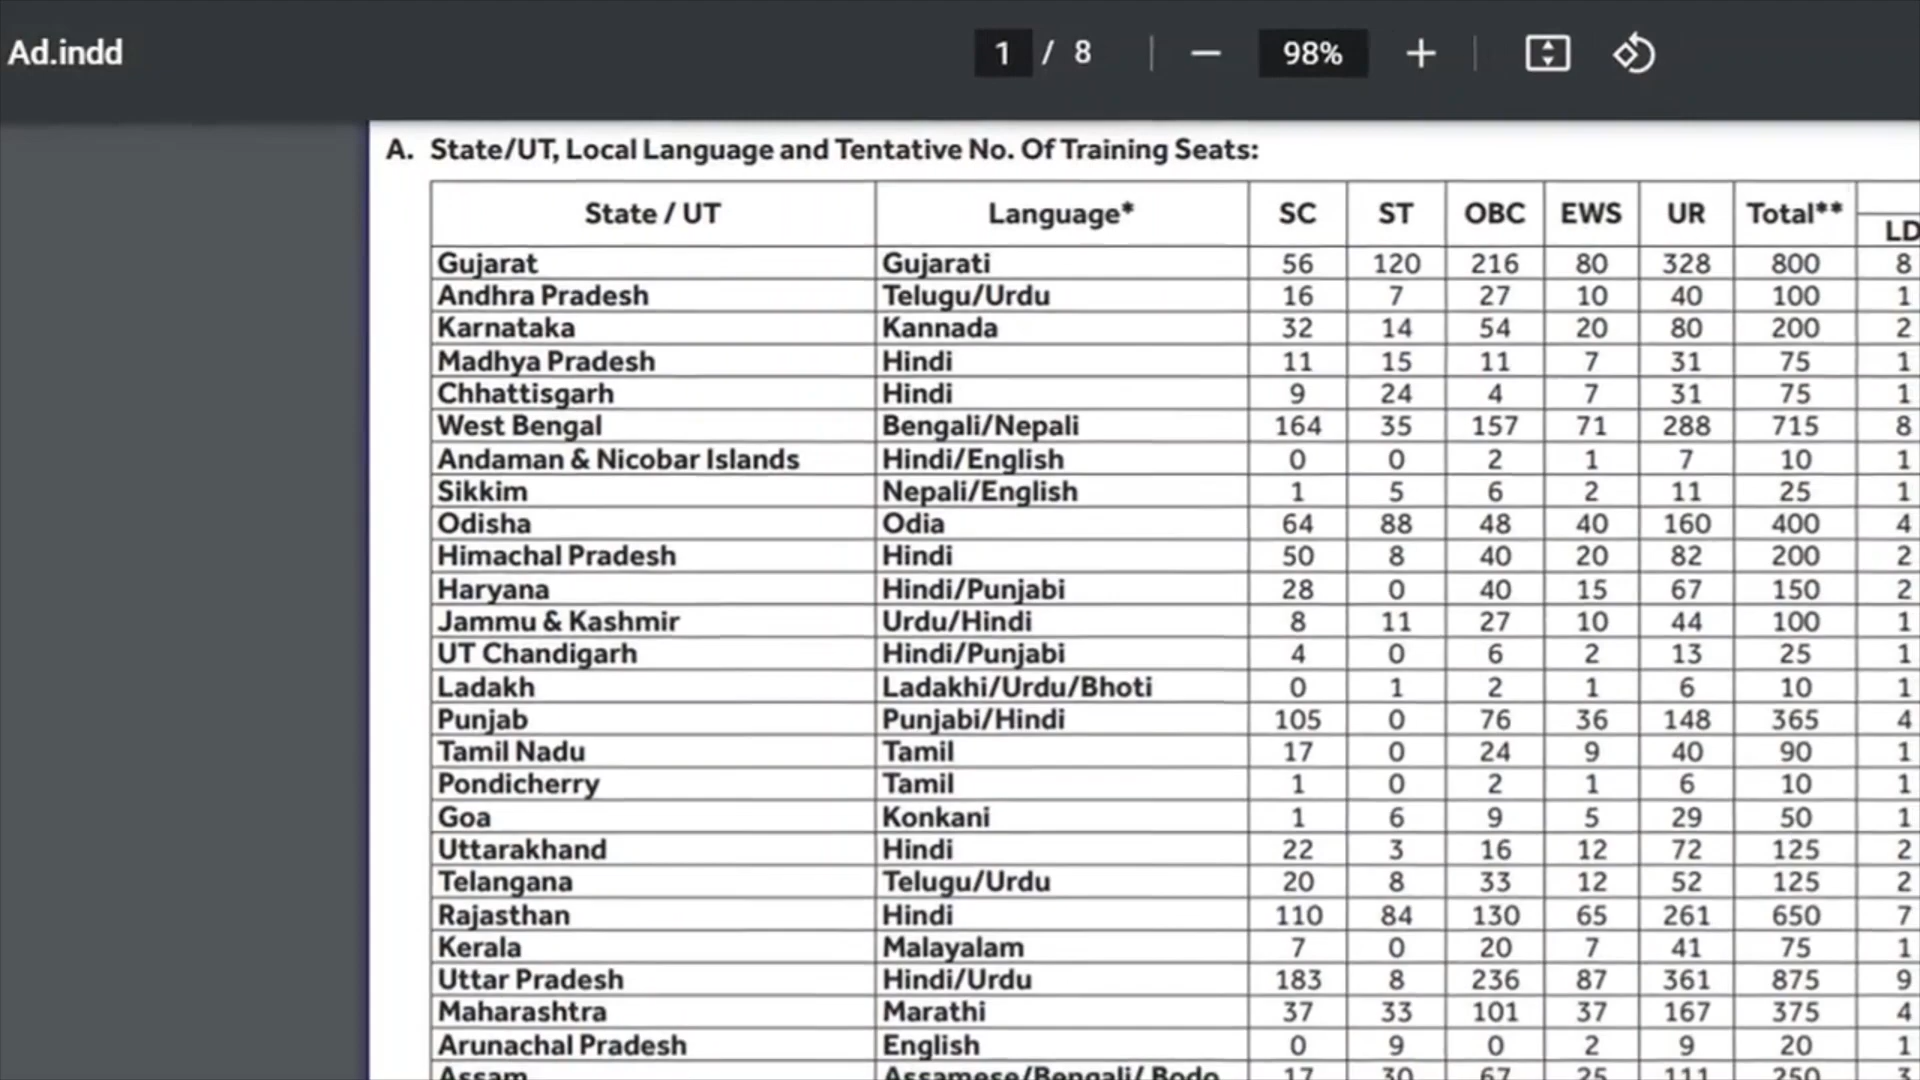 Ad.indd
1 / 8 98%
A. State/UT, Local Language and Tentative No. Of Training Seats:
State / UT Language* SC ST OBC EWS UR Total** LD
Gujarat Gujarati 56 120 216 80 328 800 8
Andhra Pradesh Telugu/Urdu 16 7 27 10 40 100 1
Karnataka Kannada 32 14 54 20 80 200 2
Madhya Pradesh Hindi 11 15 11 7 31 75 1
Chhattisgarh Hindi 9 24 4 7 31 75 1
West Bengal Bengali/Nepali 164 35 157 71 288 715 8
Andaman & Nicobar Islands Hindi/English 0 0 2 1 7 10 1
Sikkim Nepali/English 1 5 6 2 11 25 1
Odisha Odia 64 88 48 40 160 400 4
Himachal Pradesh Hindi 50 8 40 20 82 200 2
Haryana Hindi/Punjabi 28 0 40 15 67 150 2
Jammu & Kashmir Urdu/Hindi 8 11 27 10 44 100 1
UT Chandigarh Hindi/Punjabi 4 0 6 2 13 25 1
Ladakh Ladakhi/Urdu/Bhoti 0 1 2 1 6 10 1
Punjab Punjabi/Hindi 105 0 76 36 148 365 4
Tamil Nadu Tamil 17 0 24 9 40 90 1
Pondicherry Tamil 1 0 2 1 6 10 1
Goa Konkani 1 6 9 5 29 50 1
Uttarakhand Hindi 22 3 16 12 72 125 2
Telangana Telugu/Urdu 20 8 33 12 52 125 2
Rajasthan Hindi 110 84 130 65 261 650 7
Kerala Malayalam 7 0 20 7 41 75 1
Uttar Pradesh Hindi/Urdu 183 8 236 87 361 875 9
Maharashtra Marathi 37 33 101 37 167 375 4
Arunachal Pradesh English 0 9 0 2 9 20 1
Assam Assamese/Bengali/ Bodo 17 30 67 25 111 250 3